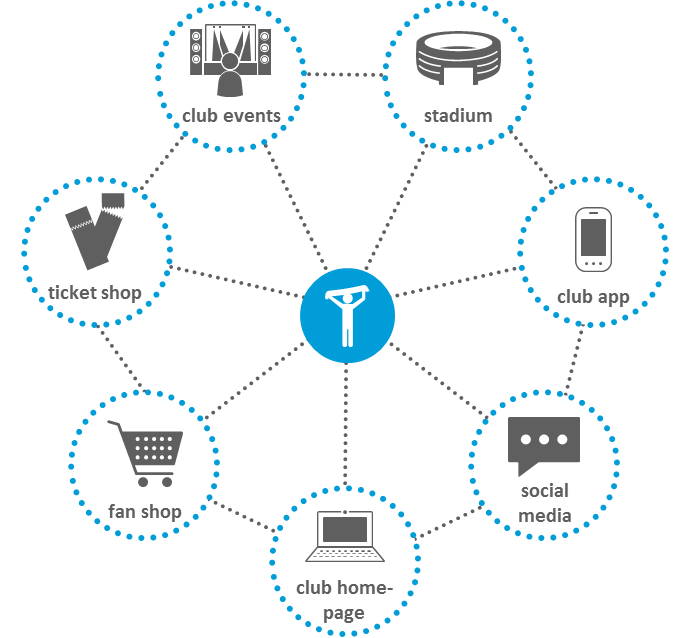 club events
stadium
ticket shop
club app
fan shop
social
media
club home-
page